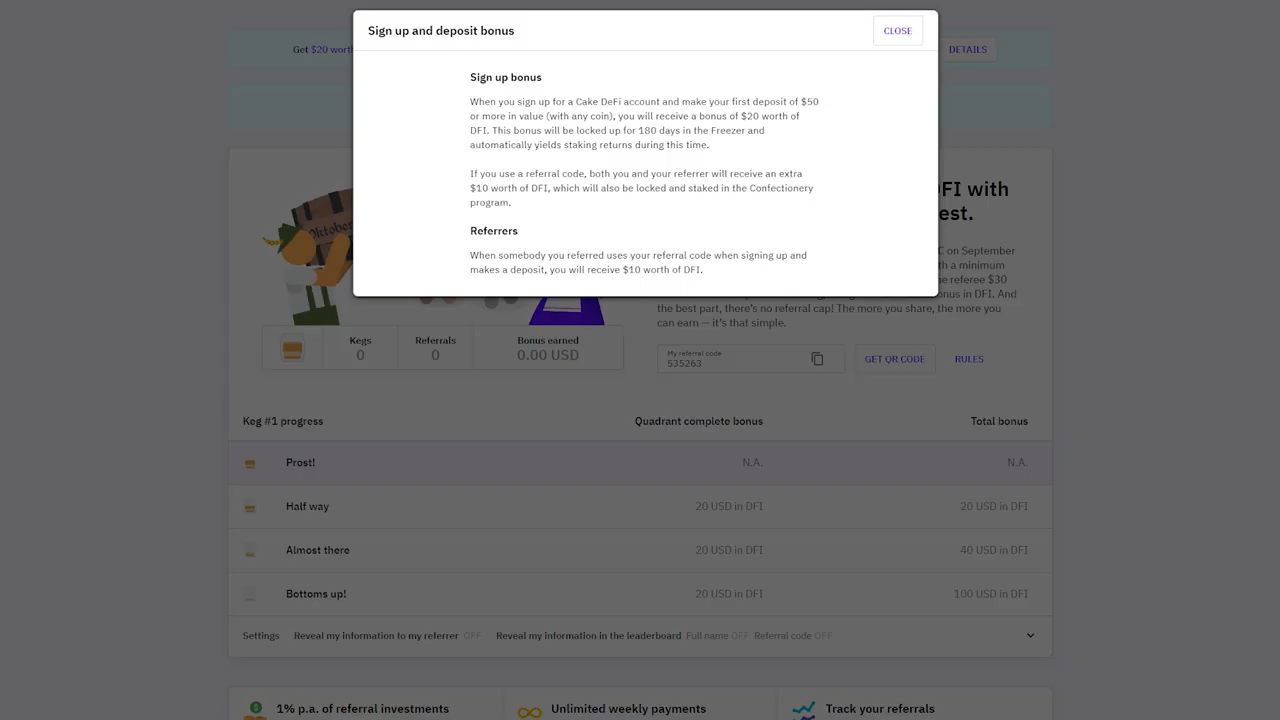 Sign up and deposit bonus
CLOSE
Sign up bonus
When you sign up for a Cake DeFi account and make your first deposit of $50
or more in value (with any coin), you will receive a bonus of $20 worth of
DFI. This bonus will be locked up for 180 days in the Freezer and
automatically yields staking returns during this time.
If you use a referral code, both you and your referrer will receive an extra
$10 worth of DFI, which will also be locked and staked in the Confectionery
program.
Referrers
When somebody you referred uses your referral code when signing up and
makes a deposit, you will receive $10 worth of DFI.
Get $20 wort
DETAILS
Oktober
DFI with
est.
C on September
th a minimum
he referee $30
onus in DFI. And
the best part, there's no referral cap! The more you share, the more you
can earn — it's that simple.
Kegs
0
Referrals
0
Bonus earned
0.00 USD
My referral code
535263
GET QR CODE
RULES
Keg #1 progress Quadrant complete bonus Total bonus
Prost! N.A. N.A.
Half way 20 USD in DFI 20 USD in DFI
Almost there 20 USD in DFI 40 USD in DFI
Bottoms up! 20 USD in DFI 100 USD in DFI
Settings Reveal my information to my referrer OFF Reveal my information in the leaderboard Full name OFF Referral code OFF
1% p.a. of referral investments
Unlimited weekly payments
Track your referrals